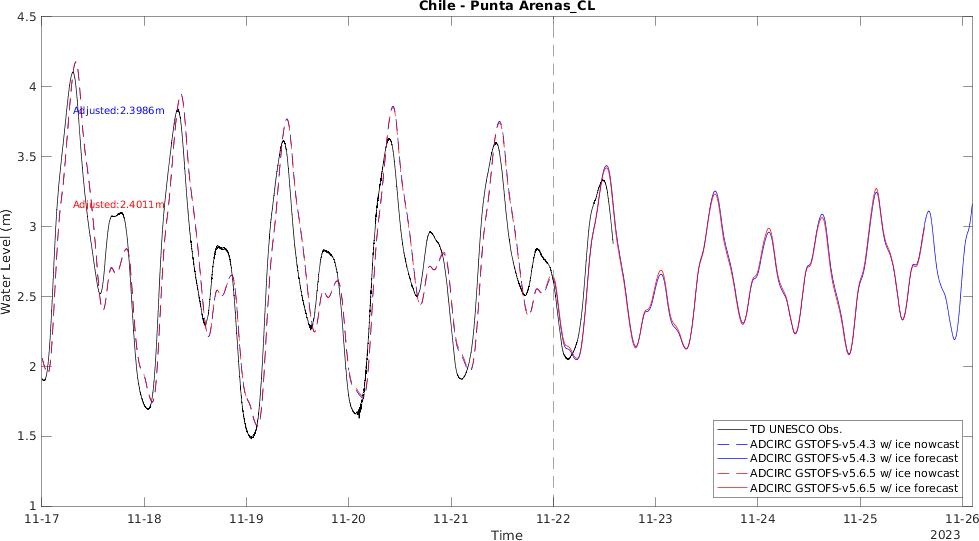 Chile - Punta Arenas_CL
4.5
4
3.5
3
2.5
2
1.5
1
Water Level (m)
Adjusted:2.3986m
Adjusted:2.4011m
TD UNESCO Obs.
ADCIRC GSTOFS-v5.4.3 w/ ice nowcast
ADCIRC GSTOFS-v5.4.3 w/ ice forecast
ADCIRC GSTOFS-v5.6.5 w/ ice nowcast
ADCIRC GSTOFS-v5.6.5 w/ ice forecast
11-17 11-18 11-19 11-20 11-21 11-22 11-23 11-24 11-25 11-26
Time 2023